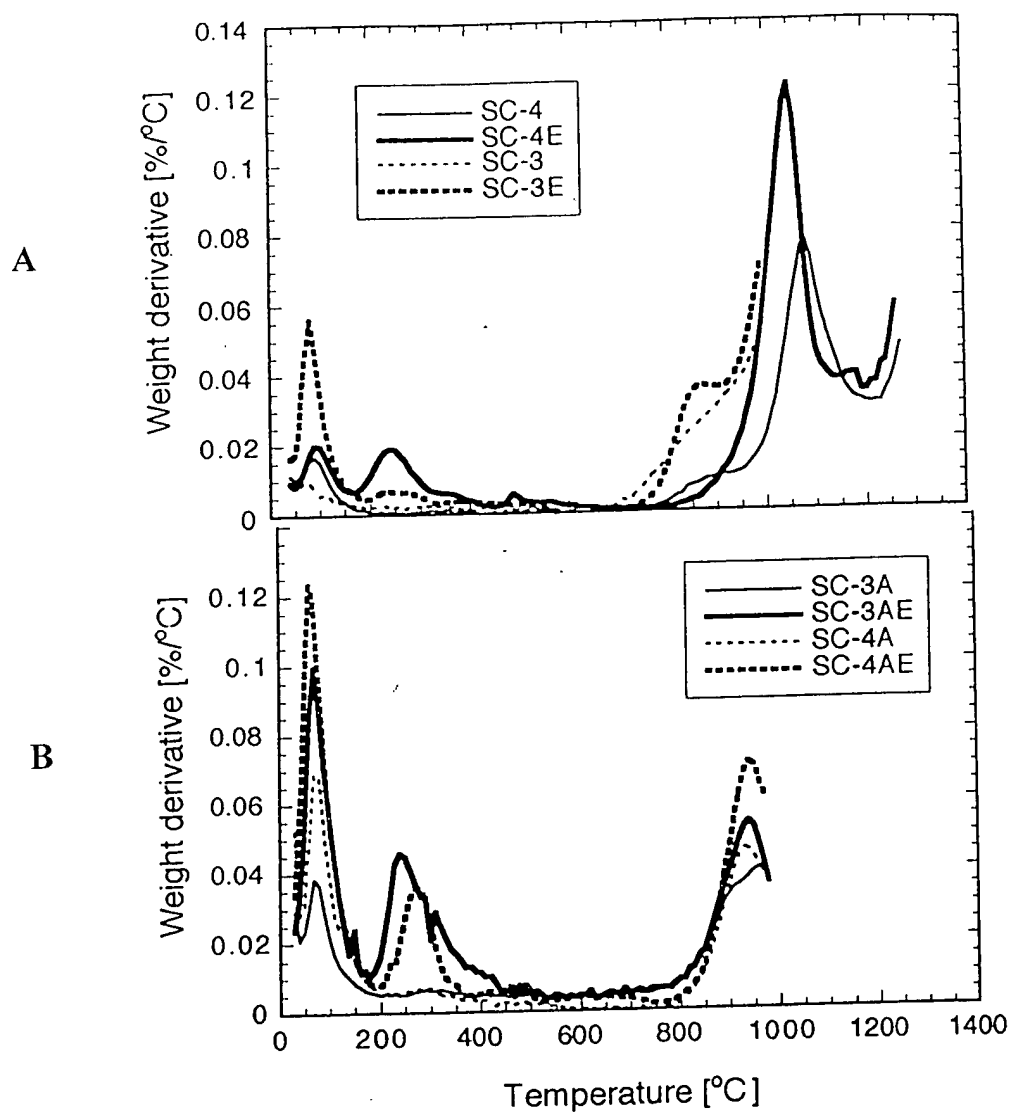 A
Weight derivative [%/ºC]
0.14
0.12
0.1
0.08
0.06
0.04
0.02
0
SC-4
SC-4E
SC-3
SC-3E
B
Weight derivative [%/ºC]
0.12
0.1
0.08
0.06
0.04
0.02
0
SC-3A
SC-3AE
SC-4A
SC-4AE
0 200 400 600 800 1000 1200 1400
Temperature [ºC]